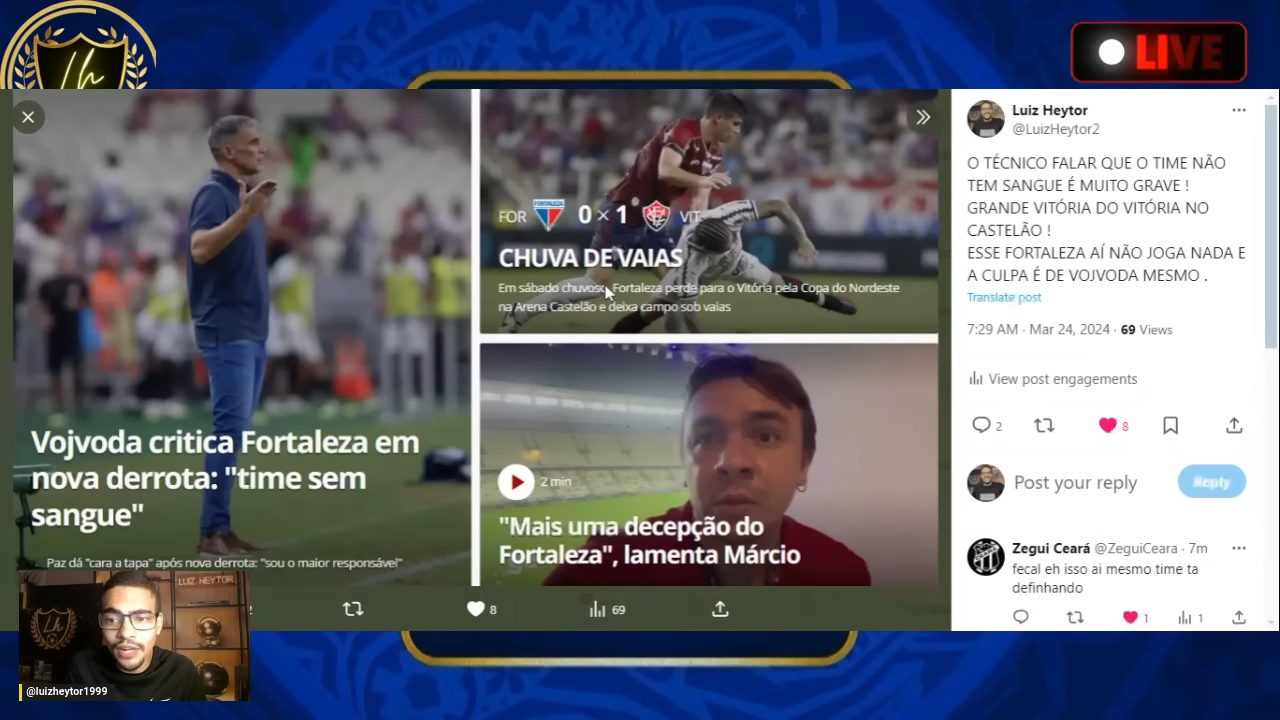 Lh
LIVE
FOR FORTALEZA 0 × 1 VIT
CHUVA DE VAIAS
Em sábado chuvoso, Fortaleza perde para o Vitória pela Copa do Nordeste
na Arena Castelão e deixa campo sob vaias
Vojvoda critica Fortaleza em
nova derrota: "time sem
sangue"
Paz dá "cara a tapa" após nova derrota: "sou o maior responsável"
2 min
"Mais uma decepção do
Fortaleza", lamenta Márcio
2
8
69
Luiz Heytor
@LuizHeytor2
O TÉCNICO FALAR QUE O TIME NÃO
TEM SANGUE É MUITO GRAVE !
GRANDE VITÓRIA DO VITÓRIA NO
CASTELÃO !
ESSE FORTALEZA AÍ NÃO JOGA NADA E
A CULPA É DE VOJVODA MESMO .
Translate post
7:29 AM · Mar 24, 2024 · 69 Views
View post engagements
2
8
Post your reply
Reply
Zegui Ceará @ZeguiCeara · 7m
fecal eh isso ai mesmo time ta
definhando
1
1
LUIZ HEYTOR
Lh
@luizheytor1999